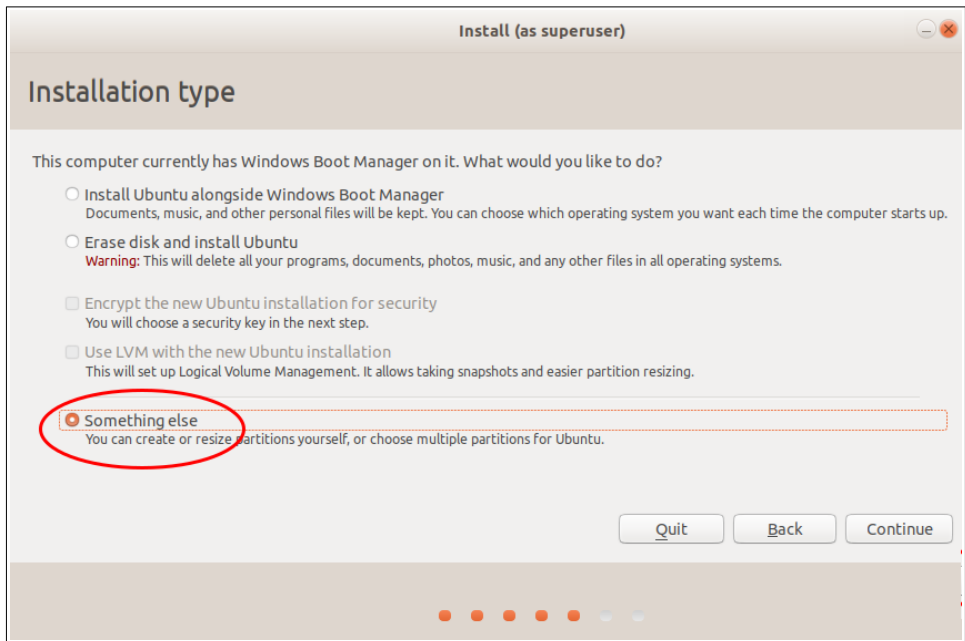 Install (as superuser)
Installation type
This computer currently has Windows Boot Manager on it. What would you like to do?
Install Ubuntu alongside Windows Boot Manager
Documents, music, and other personal files will be kept. You can choose which operating system you want each time the computer starts up.
Erase disk and install Ubuntu
Warning: This will delete all your programs, documents, photos, music, and any other files in all operating systems.
Encrypt the new Ubuntu installation for security
You will choose a security key in the next step.
Use LVM with the new Ubuntu installation
This will set up Logical Volume Management. It allows taking snapshots and easier partition resizing.
Something else
You can create or resize partitions yourself, or choose multiple partitions for Ubuntu.
Quit Back Continue